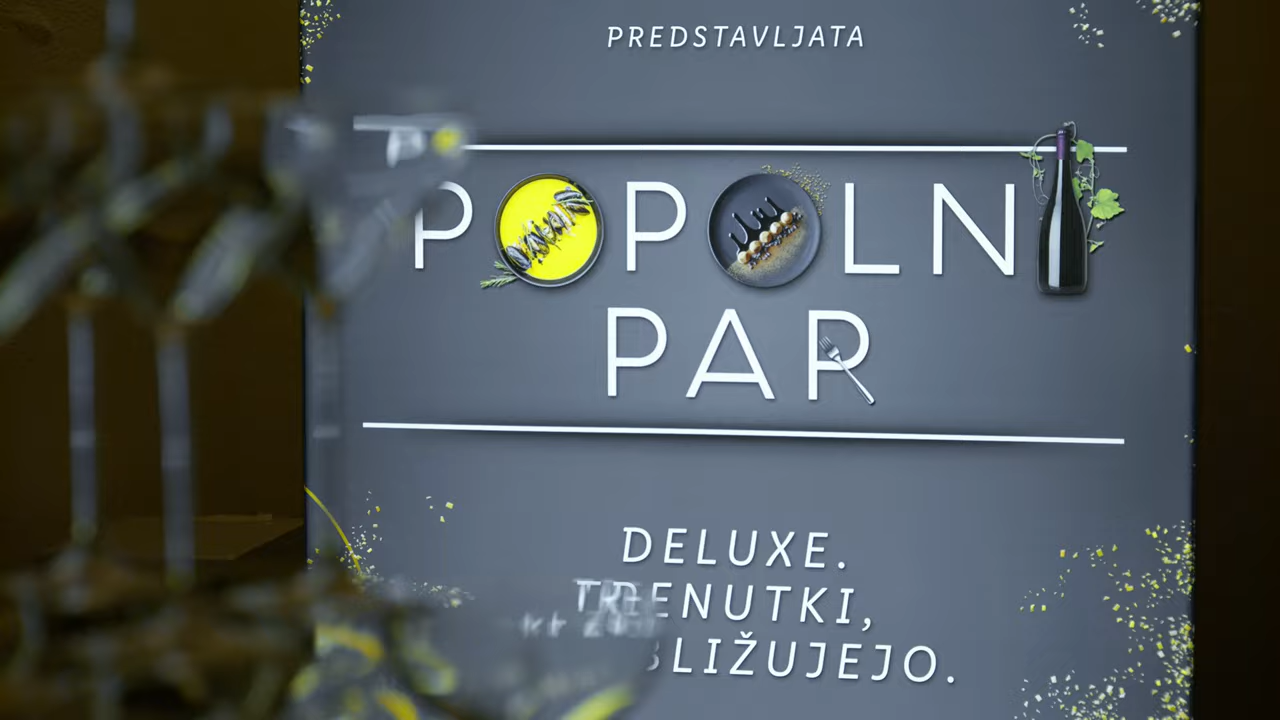 PREDSTAVLJATA
POPOLNI
PAR
DELUXE.
TRENUTKI,
BLIŽUJEJO.